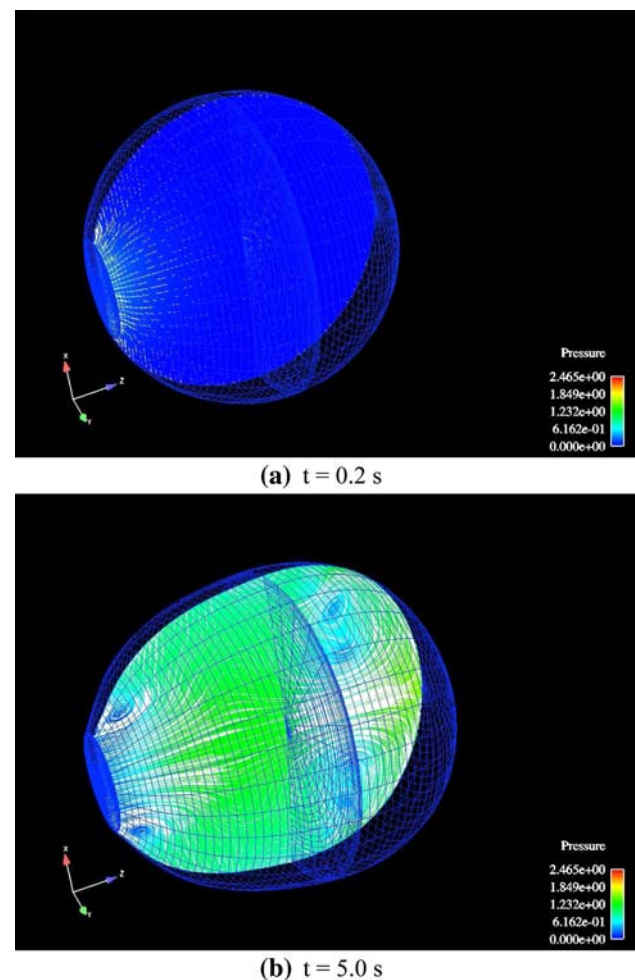 X
Z
Y
Pressure
2.465e+00
1.849e+00
1.232e+00
6.162e-01
0.000e+00
(a) t = 0.2 s
X
Z
Y
Pressure
2.465e+00
1.849e+00
1.232e+00
6.162e-01
0.000e+00
(b) t = 5.0 s